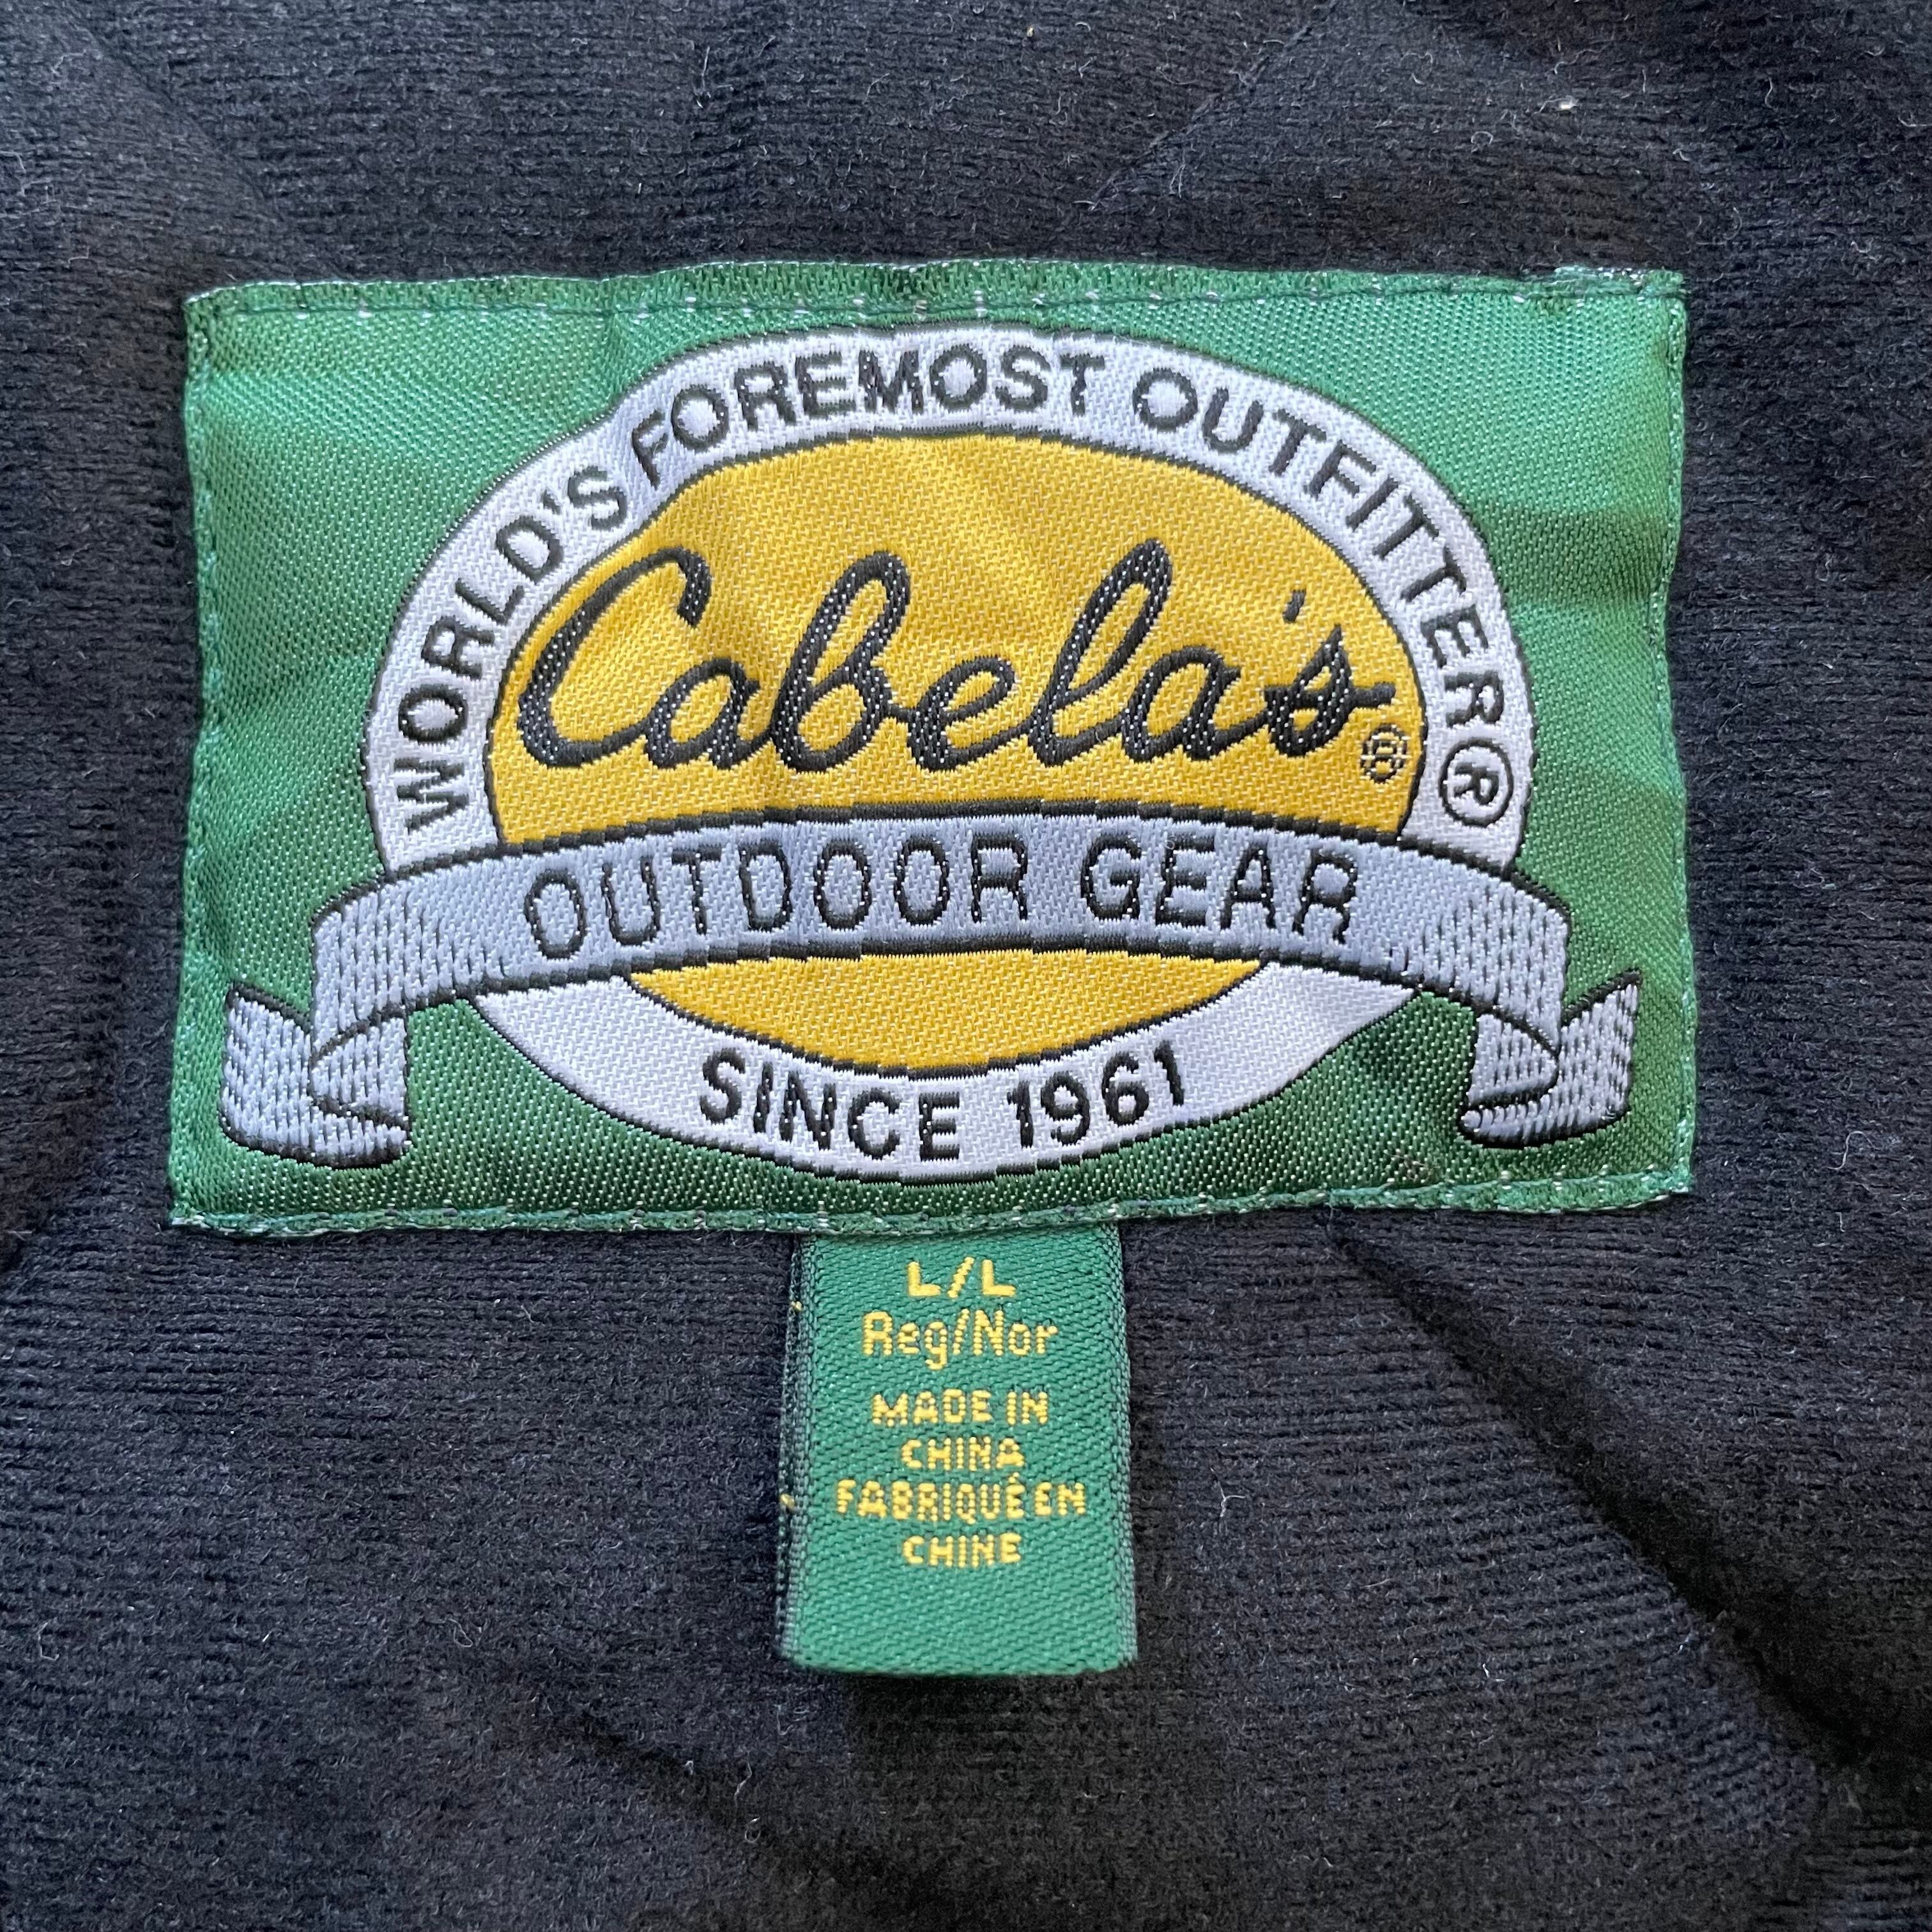 WORLD'S FOREMOST OUTFITTER®
Cabela's®
OUTDOOR GEAR
SINCE 1961
L/L
Reg/Nor
MADE IN
CHINA
FABRIQUÉ EN
CHINE